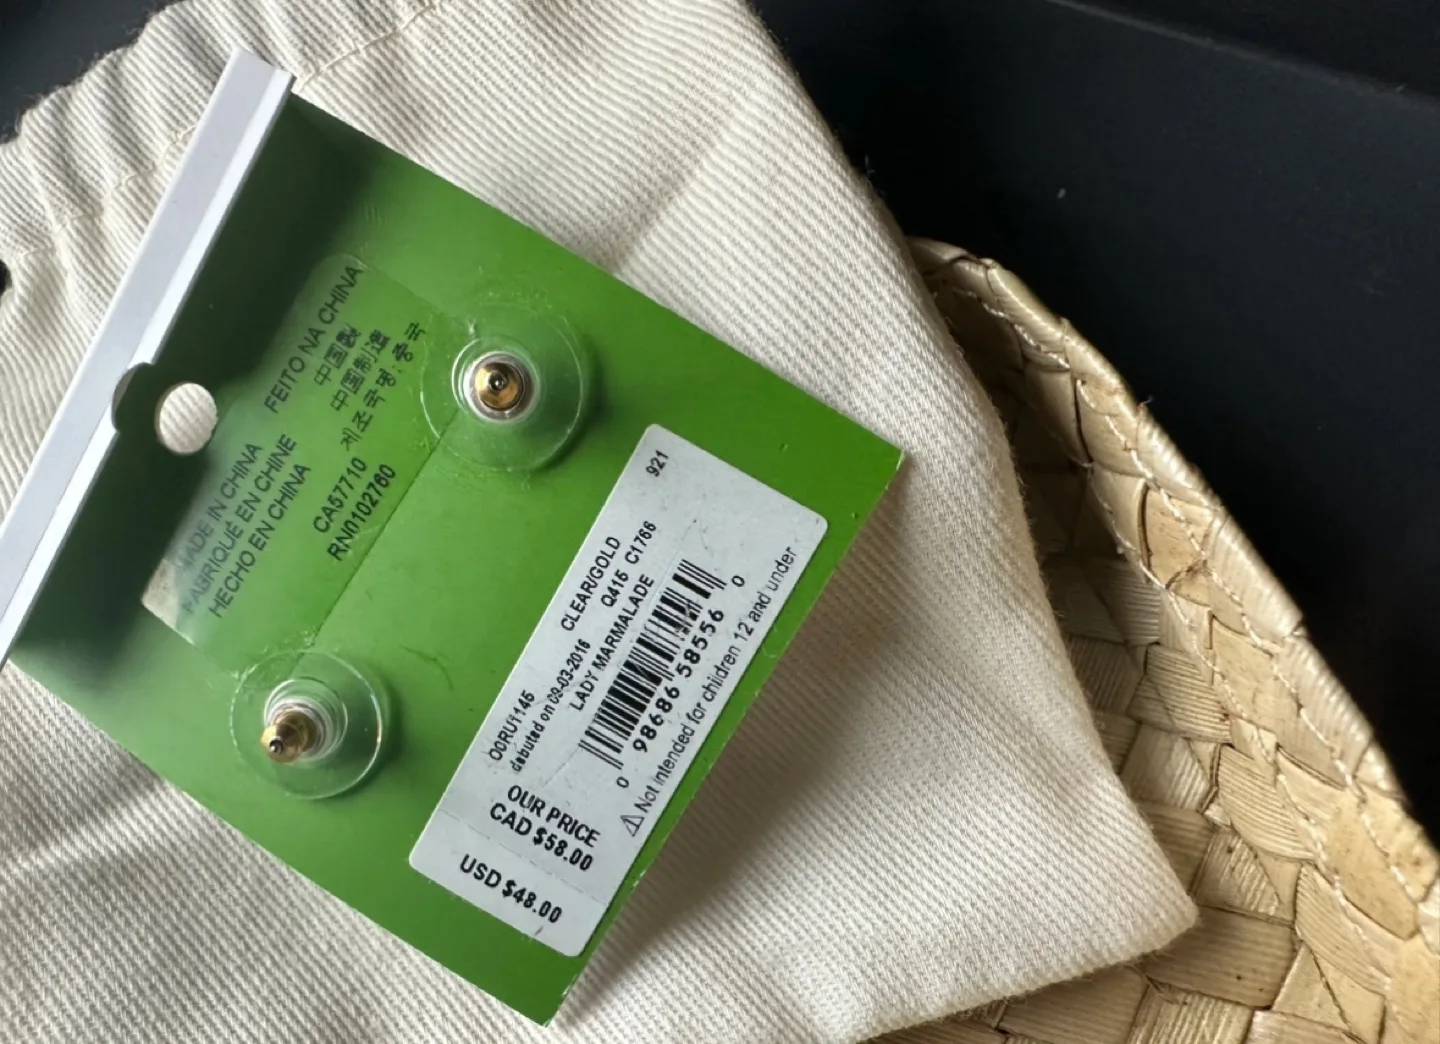 MADE IN CHINA
FABRIQUÉ EN CHINE
HECHO EN CHINA
FEITO NA CHINA
中国製
中国制造
제조국명:중국
CA57710
RN0102760
921
CLEAR/GOLD
O0RU1145 Q415 C1766
debuted on 09-03-2016
LADY MARMALADE
0 98686 58556 0
⚠ Not intended for children 12 and under
OUR PRICE
CAD $58.00
USD $48.00